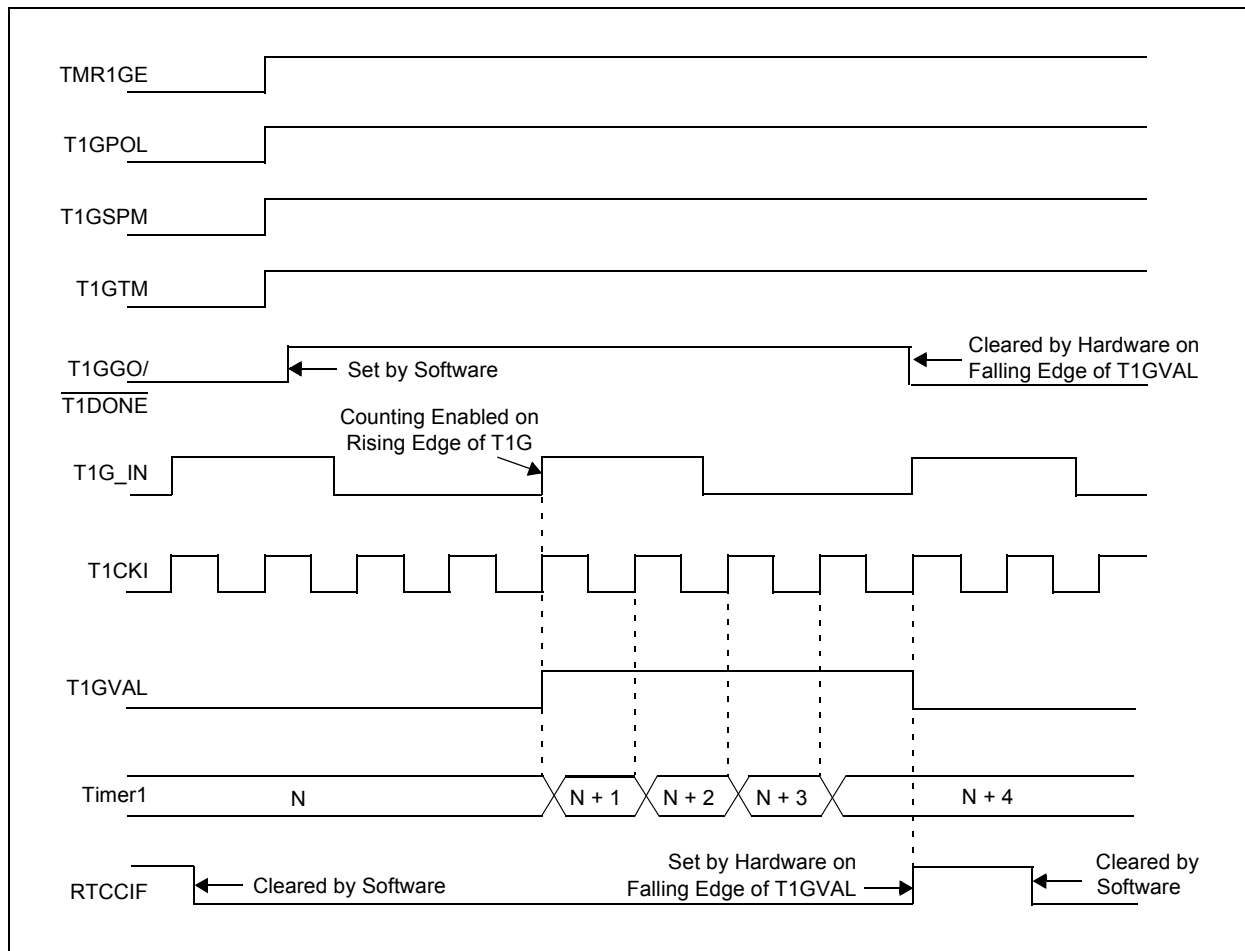 TMR1GE
T1GPOL
T1GSPM
T1GTM
T1GGO/
T1DONE
Set by Software
Cleared by Hardware on
Falling Edge of T1GVAL
Counting Enabled on
Rising Edge of T1G
T1G_IN
T1CKI
T1GVAL
Timer1
N
N + 1
N + 2
N + 3
N + 4
RTCCIF
Cleared by Software
Set by Hardware on
Falling Edge of T1GVAL
Cleared by
Software